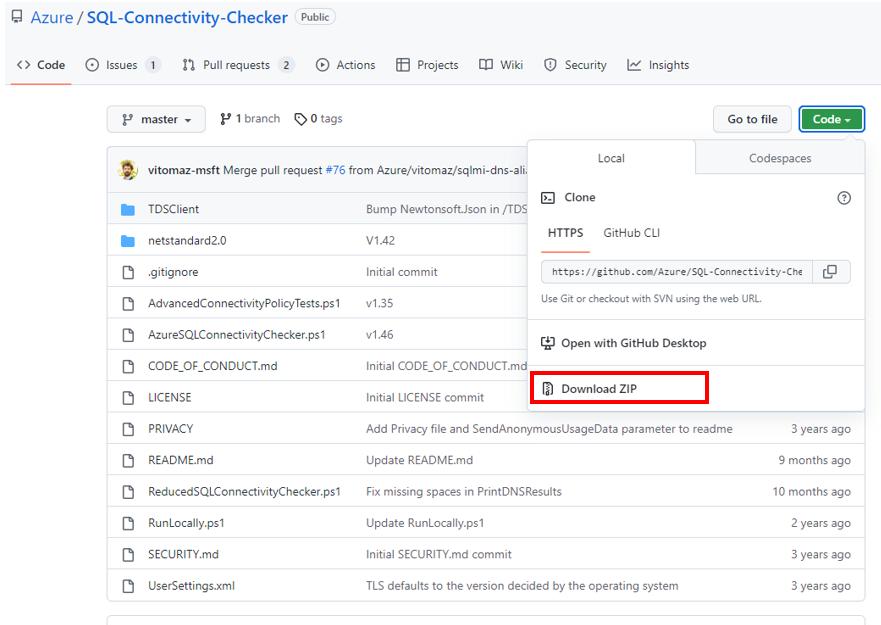 Azure / SQL-Connectivity-Checker Public
Code Issues 1 Pull requests 2 Actions Projects Wiki Security Insights
master 1 branch 0 tags Go to file Code
Local Codespaces
Clone
HTTPS GitHub CLI
https://github.com/Azure/SQL-Connectivity-Che
Use Git or checkout with SVN using the web URL.
Open with GitHub Desktop
Download ZIP
vitomaz-msft Merge pull request #76 from Azure/vitomaz/sqlmi-dns-alia
TDSClient Bump Newtonsoft.Json in /TDS
netstandard2.0 V1.42
.gitignore Initial commit
AdvancedConnectivityPolicyTests.ps1 v1.35
AzureSQLConnectivityChecker.ps1 v1.46
CODE_OF_CONDUCT.md Initial CODE_OF_CONDUCT.md
LICENSE Initial LICENSE commit
PRIVACY Add Privacy file and SendAnonymousUsageData parameter to readme 3 years ago
README.md Update README.md 9 months ago
ReducedSQLConnectivityChecker.ps1 Fix missing spaces in PrintDNSResults 10 months ago
RunLocally.ps1 Update RunLocally.ps1 2 years ago
SECURITY.md Initial SECURITY.md commit 3 years ago
UserSettings.xml TLS defaults to the version decided by the operating system 3 years ago